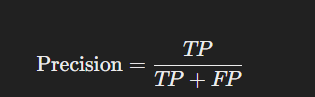 Precision = TP / TP + FP